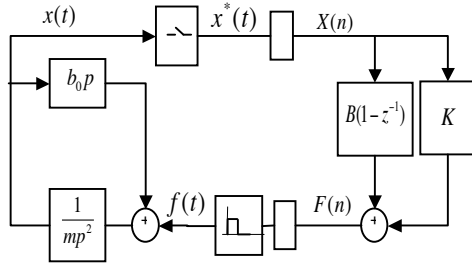 x(t)
x*(t)
X(n)
b₀p
B(1−z⁻¹)
K
1/mp²
+
f(t)
F(n)
+